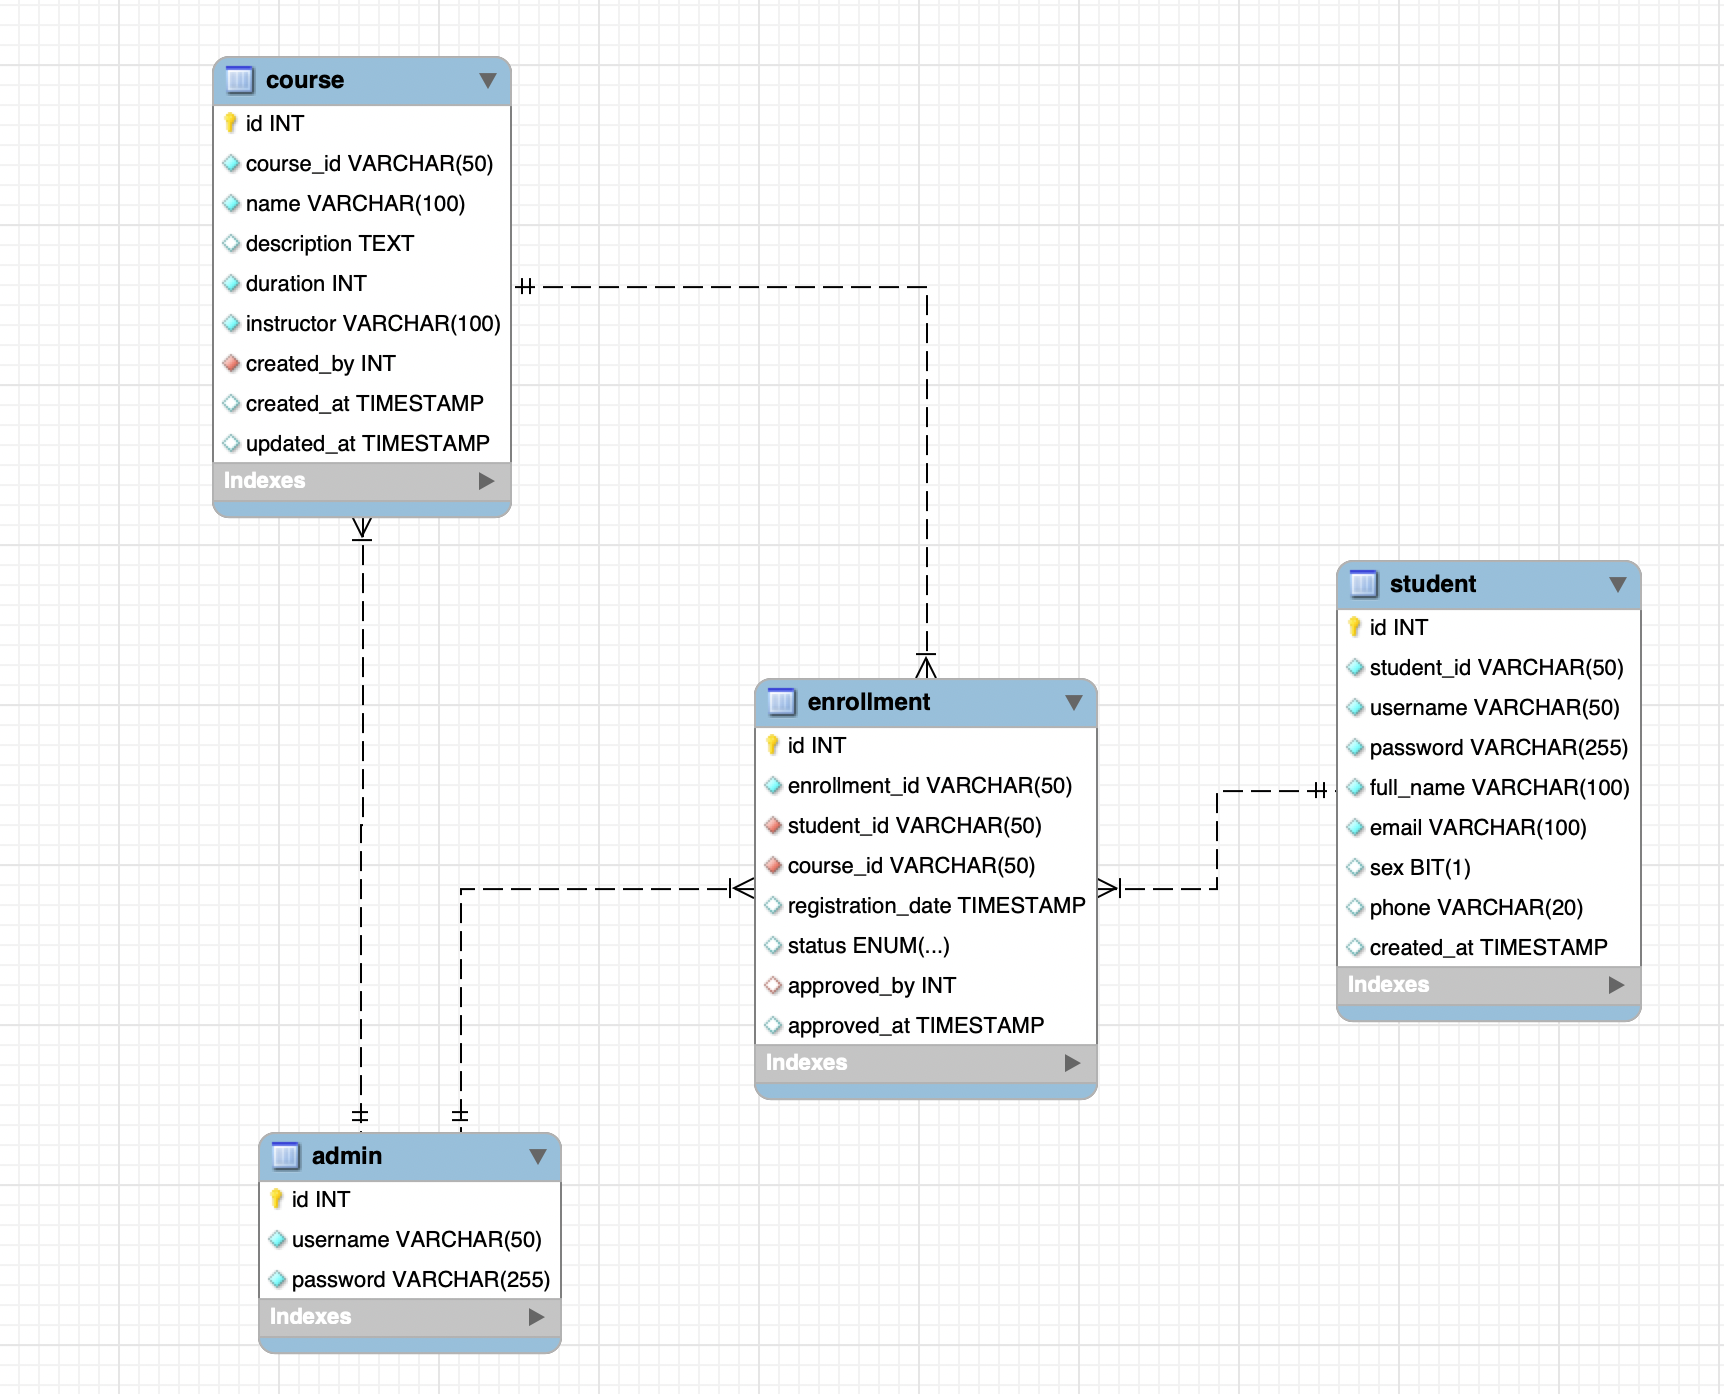 course
id INT
course_id VARCHAR(50)
name VARCHAR(100)
description TEXT
duration INT
instructor VARCHAR(100)
created_by INT
created_at TIMESTAMP
updated_at TIMESTAMP
Indexes
student
id INT
student_id VARCHAR(50)
username VARCHAR(50)
password VARCHAR(255)
full_name VARCHAR(100)
email VARCHAR(100)
sex BIT(1)
phone VARCHAR(20)
created_at TIMESTAMP
Indexes
enrollment
id INT
enrollment_id VARCHAR(50)
student_id VARCHAR(50)
course_id VARCHAR(50)
registration_date TIMESTAMP
status ENUM(...)
approved_by INT
approved_at TIMESTAMP
Indexes
admin
id INT
username VARCHAR(50)
password VARCHAR(255)
Indexes